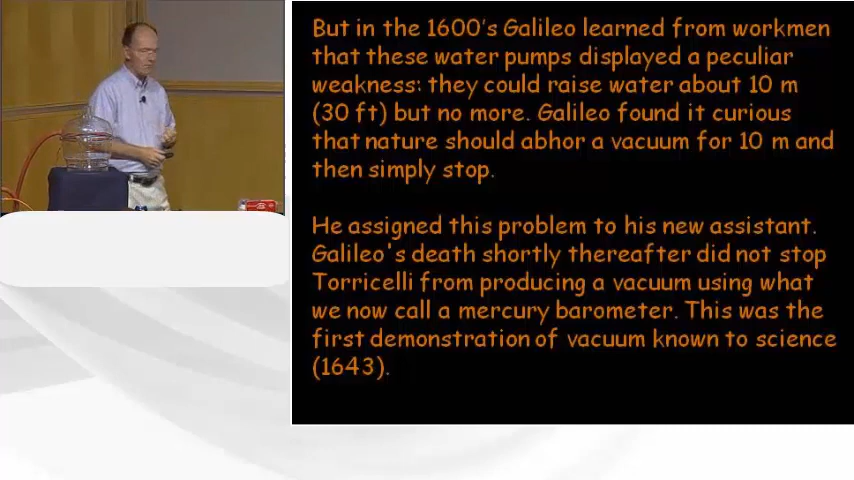 But in the 1600's Galileo learned from workmen
that these water pumps displayed a peculiar
weakness: they could raise water about 10 m
(30 ft) but no more. Galileo found it curious
that nature should abhor a vacuum for 10 m and
then simply stop.
He assigned this problem to his new assistant.
Galileo's death shortly thereafter did not stop
Torricelli from producing a vacuum using what
we now call a mercury barometer. This was the
first demonstration of vacuum known to science
(1643).